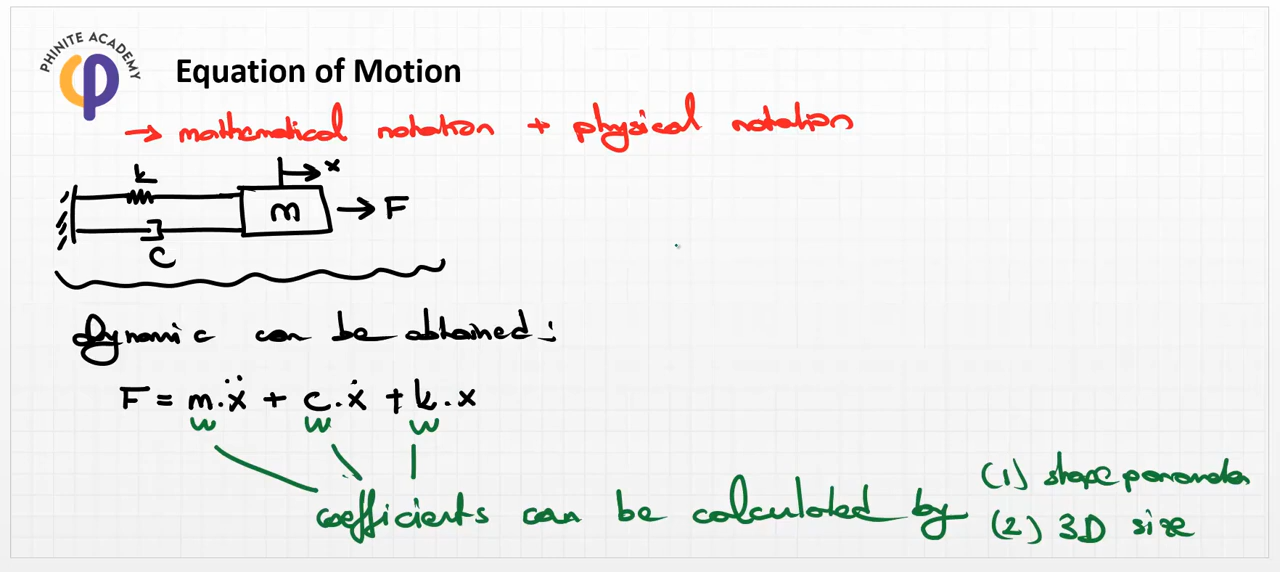 PHINITE ACADEMY
Equation of Motion
→ mathematical notation + physical notation
k
x
m
→ F
c
Dynamic can be obtained:
F = m.ẍ + c.ẋ + k.x
coefficients can be calculated by
(1) shape parameter
(2) 3D size